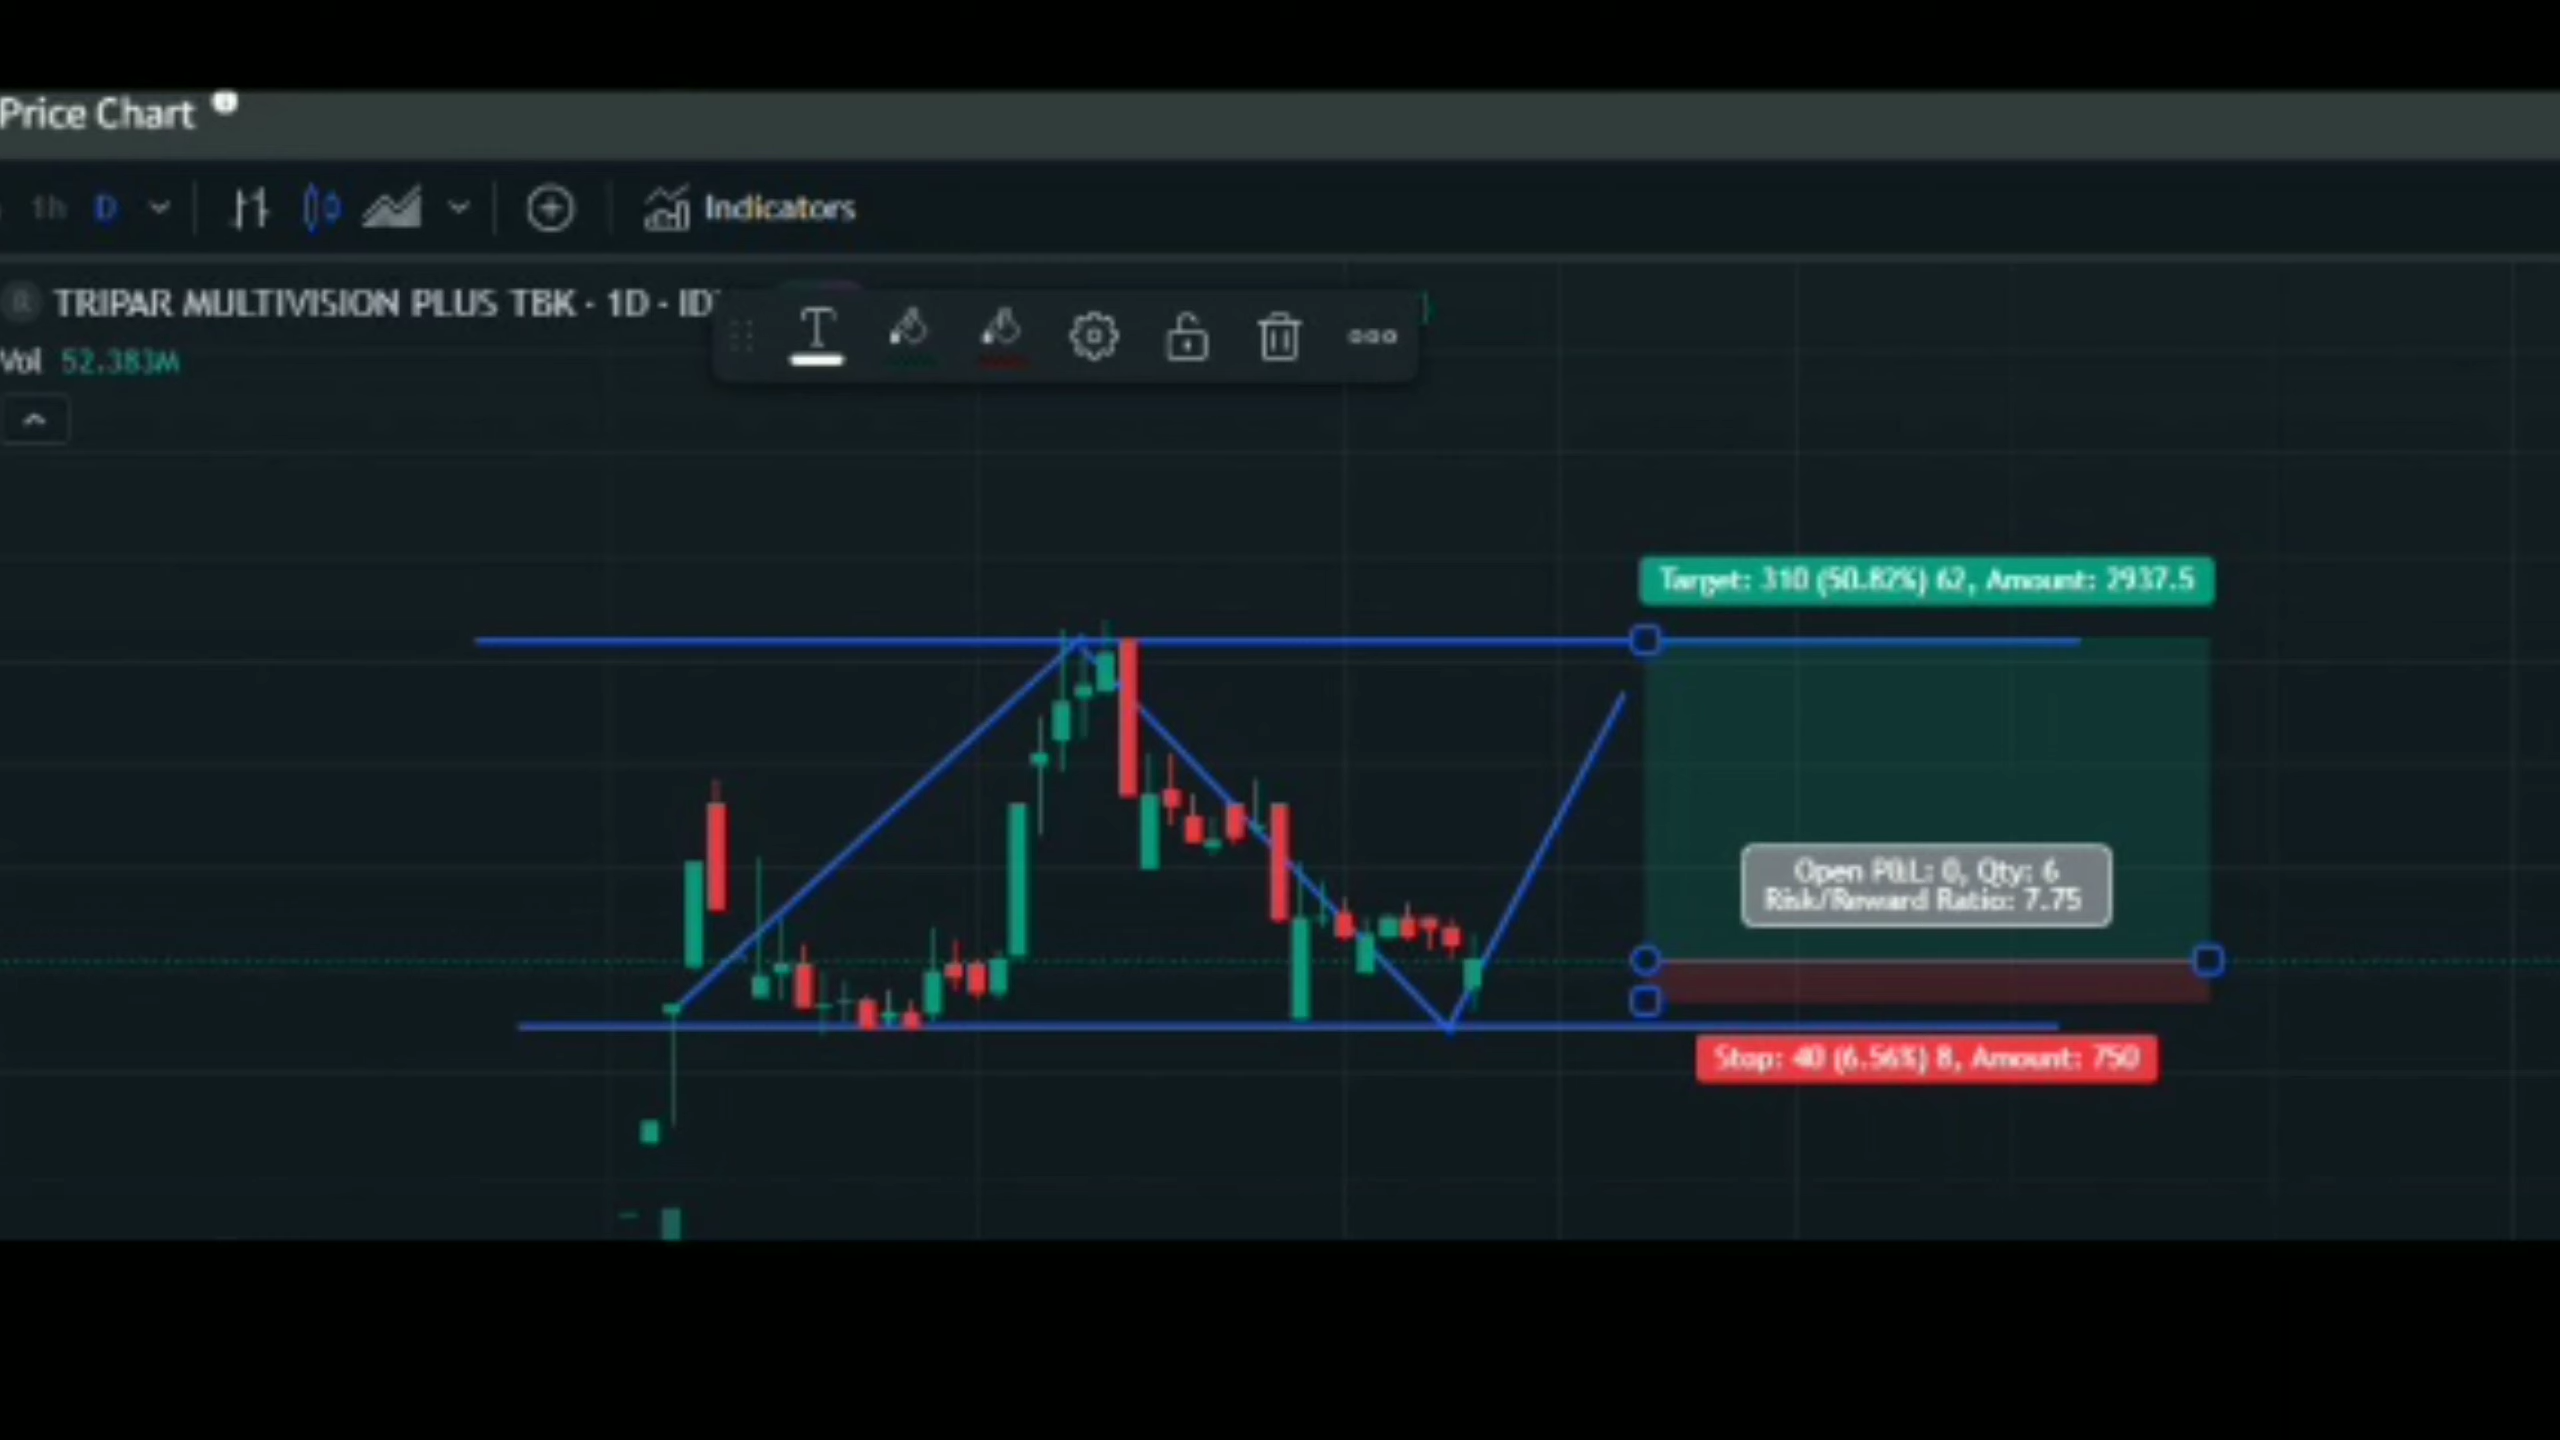 Price Chart
1h D Indicators
TRIPAR MULTIVISION PLUS TBK · 1D ·
Vol 52.383M
Target: 310 (50.82%) 62, Amount: 2937.5
Open P&L: 0, Qty: 6
Risk/Reward Ratio: 7.75
Stop: 40 (6.56%) 8, Amount: 750